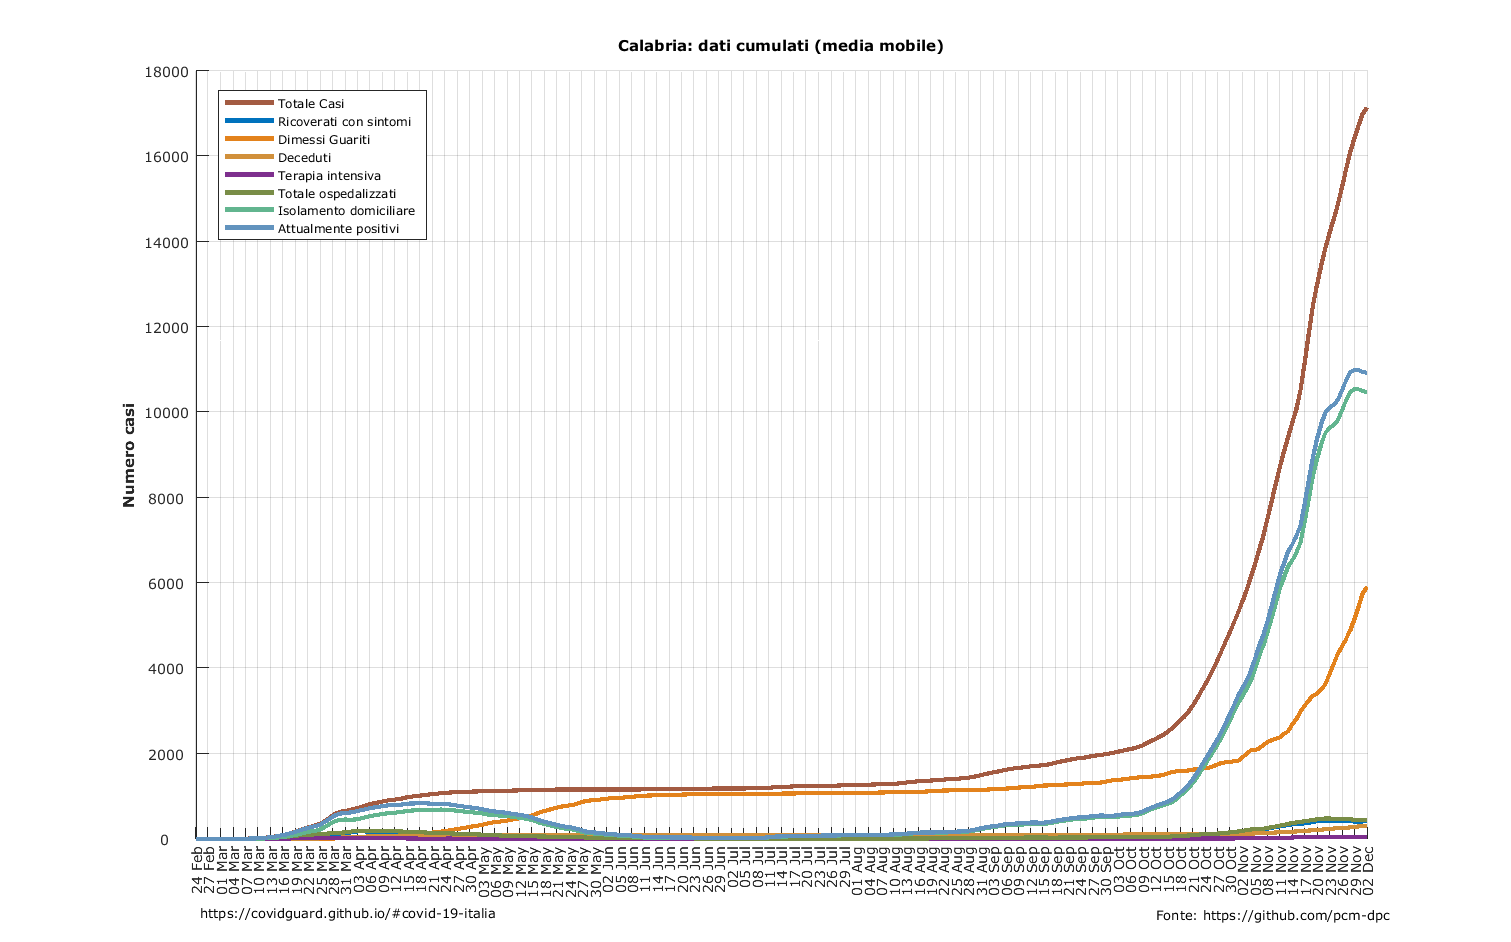 Calabria: dati cumulati (media mobile)
18000
16000
14000
12000
10000
8000
6000
4000
2000
0
Numero casi
Totale Casi
Ricoverati con sintomi
Dimessi Guariti
Deceduti
Terapia intensiva
Totale ospedalizzati
Isolamento domiciliare
Attualmente positivi
24 Feb
27 Feb
01 Mar
04 Mar
07 Mar
10 Mar
13 Mar
16 Mar
19 Mar
22 Mar
25 Mar
28 Mar
31 Mar
03 Apr
06 Apr
09 Apr
12 Apr
15 Apr
18 Apr
21 Apr
24 Apr
27 Apr
30 Apr
03 May
06 May
09 May
12 May
15 May
18 May
21 May
24 May
27 May
30 May
02 Jun
05 Jun
08 Jun
11 Jun
14 Jun
17 Jun
20 Jun
23 Jun
26 Jun
29 Jun
02 Jul
05 Jul
08 Jul
11 Jul
14 Jul
17 Jul
20 Jul
23 Jul
26 Jul
29 Jul
01 Aug
04 Aug
07 Aug
10 Aug
13 Aug
16 Aug
19 Aug
22 Aug
25 Aug
28 Aug
31 Aug
03 Sep
06 Sep
09 Sep
12 Sep
15 Sep
18 Sep
21 Sep
24 Sep
27 Sep
30 Sep
03 Oct
06 Oct
09 Oct
12 Oct
15 Oct
18 Oct
21 Oct
24 Oct
27 Oct
30 Oct
02 Nov
05 Nov
08 Nov
11 Nov
14 Nov
17 Nov
20 Nov
23 Nov
26 Nov
29 Nov
02 Dec
https://covidguard.github.io/#covid-19-italia
Fonte: https://github.com/pcm-dpc